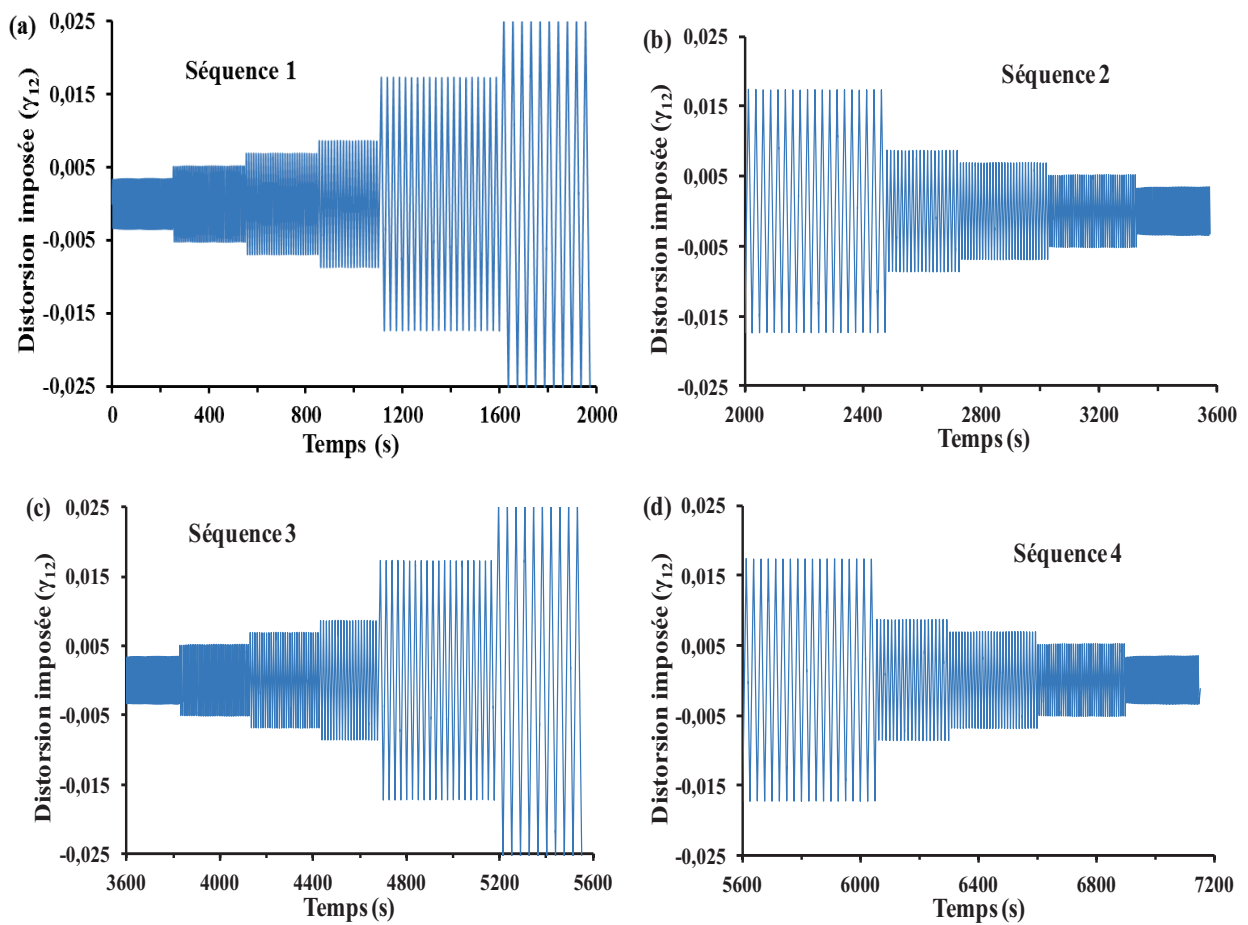 (a)
0,025
0,015
0,005
-0,005
-0,015
-0,025
Distorsion imposée (γ12)
Séquence 1
0 400 800 1200 1600 2000
Temps (s)
(b)
0,025
0,015
0,005
-0,005
-0,015
-0,025
Distorsion imposée (γ12)
Séquence 2
2000 2400 2800 3200 3600
Temps (s)
(c)
0,025
0,015
0,005
-0,005
-0,015
-0,025
Distorsion imposée (γ12)
Séquence 3
3600 4000 4400 4800 5200 5600
Temps (s)
(d)
0,025
0,015
0,005
-0,005
-0,015
-0,025
Distorsion imposée (γ12)
Séquence 4
5600 6000 6400 6800 7200
Temps (s)